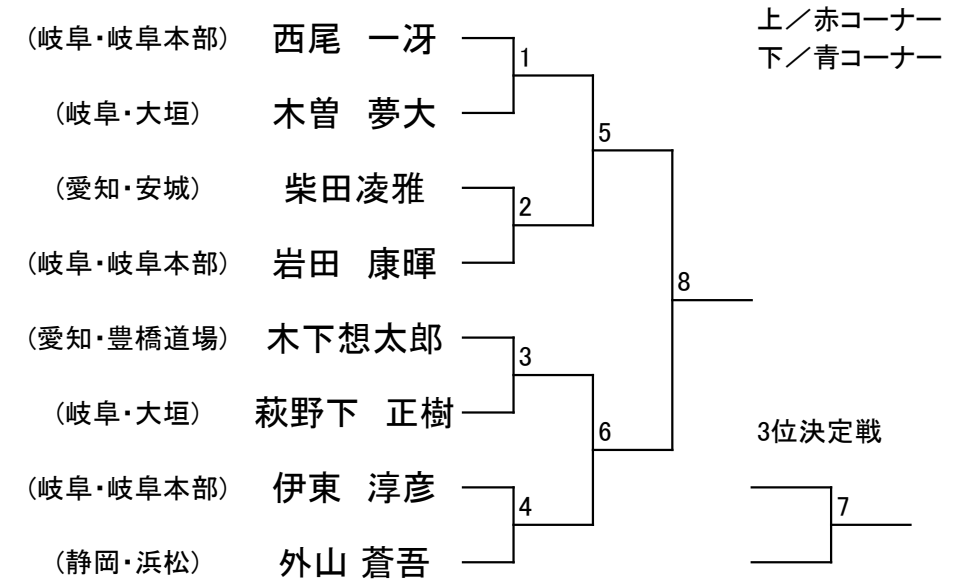 上／赤コーナー
下／青コーナー
(岐阜・岐阜本部) 西尾　一冴
1
(岐阜・大垣) 木曽　夢大
5
(愛知・安城) 柴田凌雅
2
(岐阜・岐阜本部) 岩田　康暉
8
(愛知・豊橋道場) 木下想太郎
3
(岐阜・大垣) 萩野下　正樹
6
3位決定戦
(岐阜・岐阜本部) 伊東　淳彦
4
7
(静岡・浜松) 外山 蒼吾